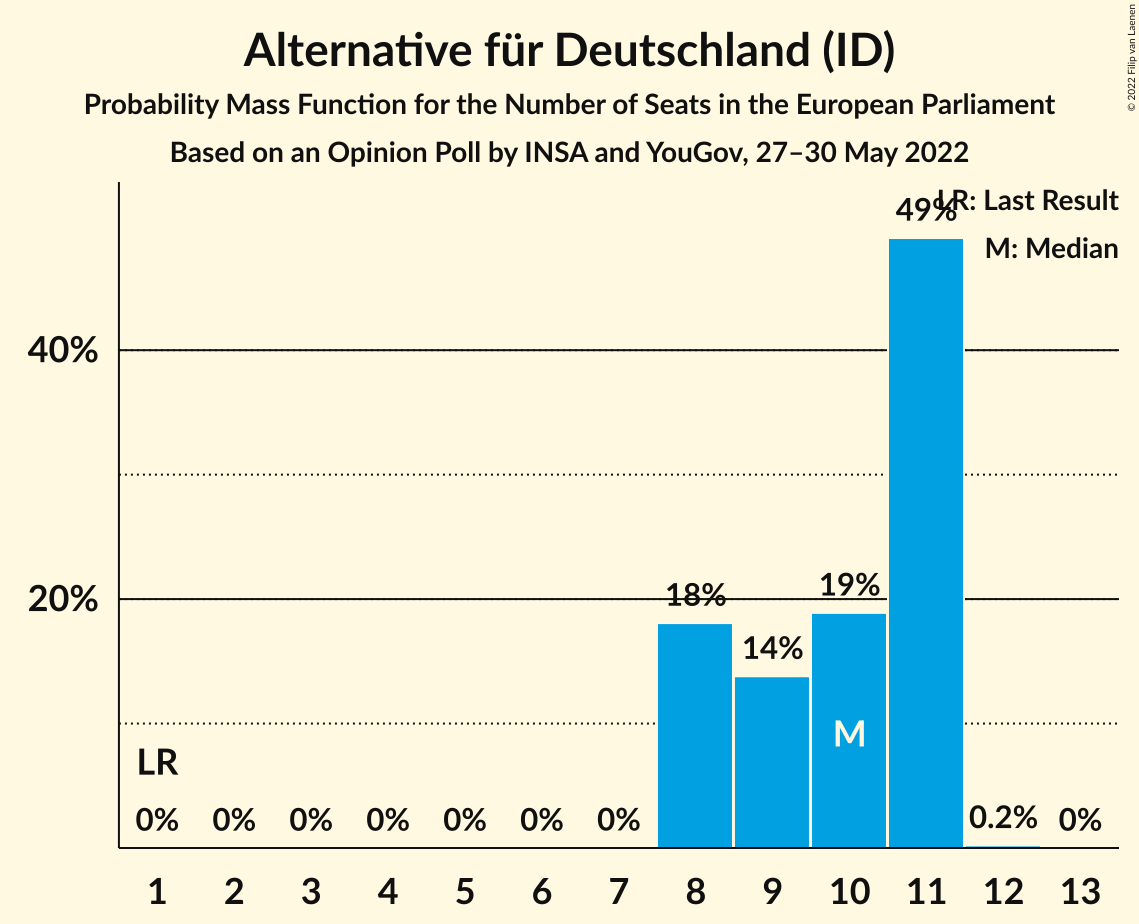 Alternative für Deutschland (ID)
Probability Mass Function for the Number of Seats in the European Parliament
Based on an Opinion Poll by INSA and YouGov, 27–30 May 2022
© 2022 Filip van Laenen
LR: Last Result
M: Median
49%
40%
20%
18%
19%
14%
M
LR
0% 0% 0% 0% 0% 0% 0% 0.2% 0%
1 2 3 4 5 6 7 8 9 10 11 12 13